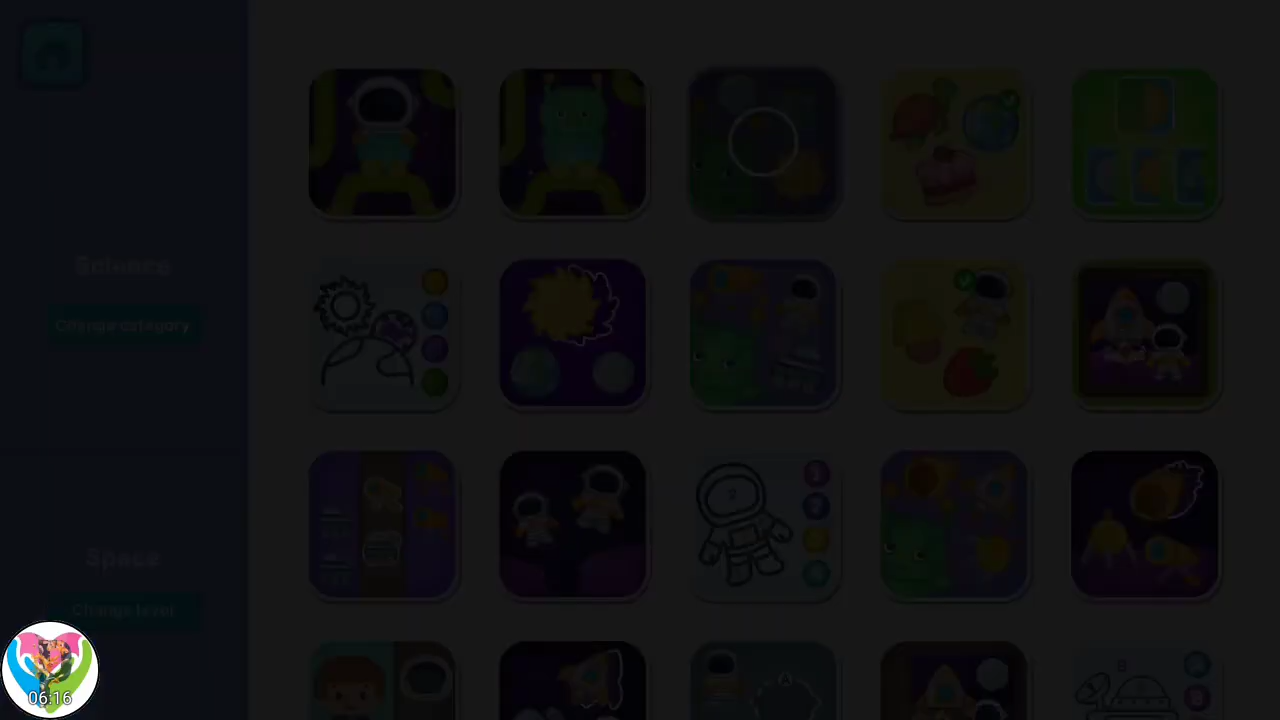 Science
Change category
Space
Change level
06:16